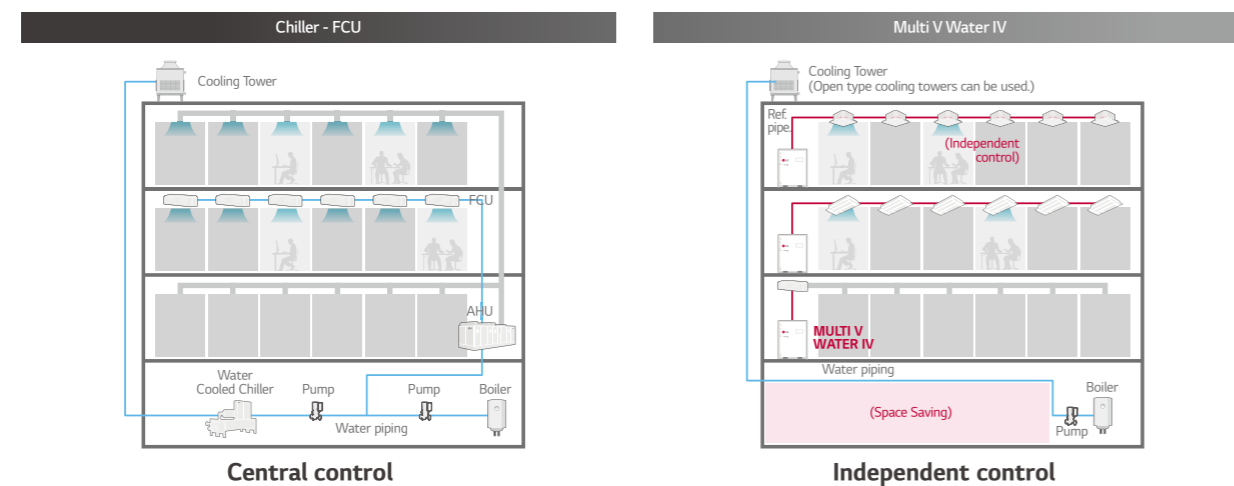 Chiller - FCU
Cooling Tower
FCU
AHU
Water
Cooled Chiller
Pump
Pump
Boiler
Water piping
Central control
Multi V Water IV
Cooling Tower
(Open type cooling towers can be used.)
Ref.
pipe.
(Independent
control)
MULTI V
WATER IV
Water piping
Boiler
(Space Saving)
Pump
Independent control